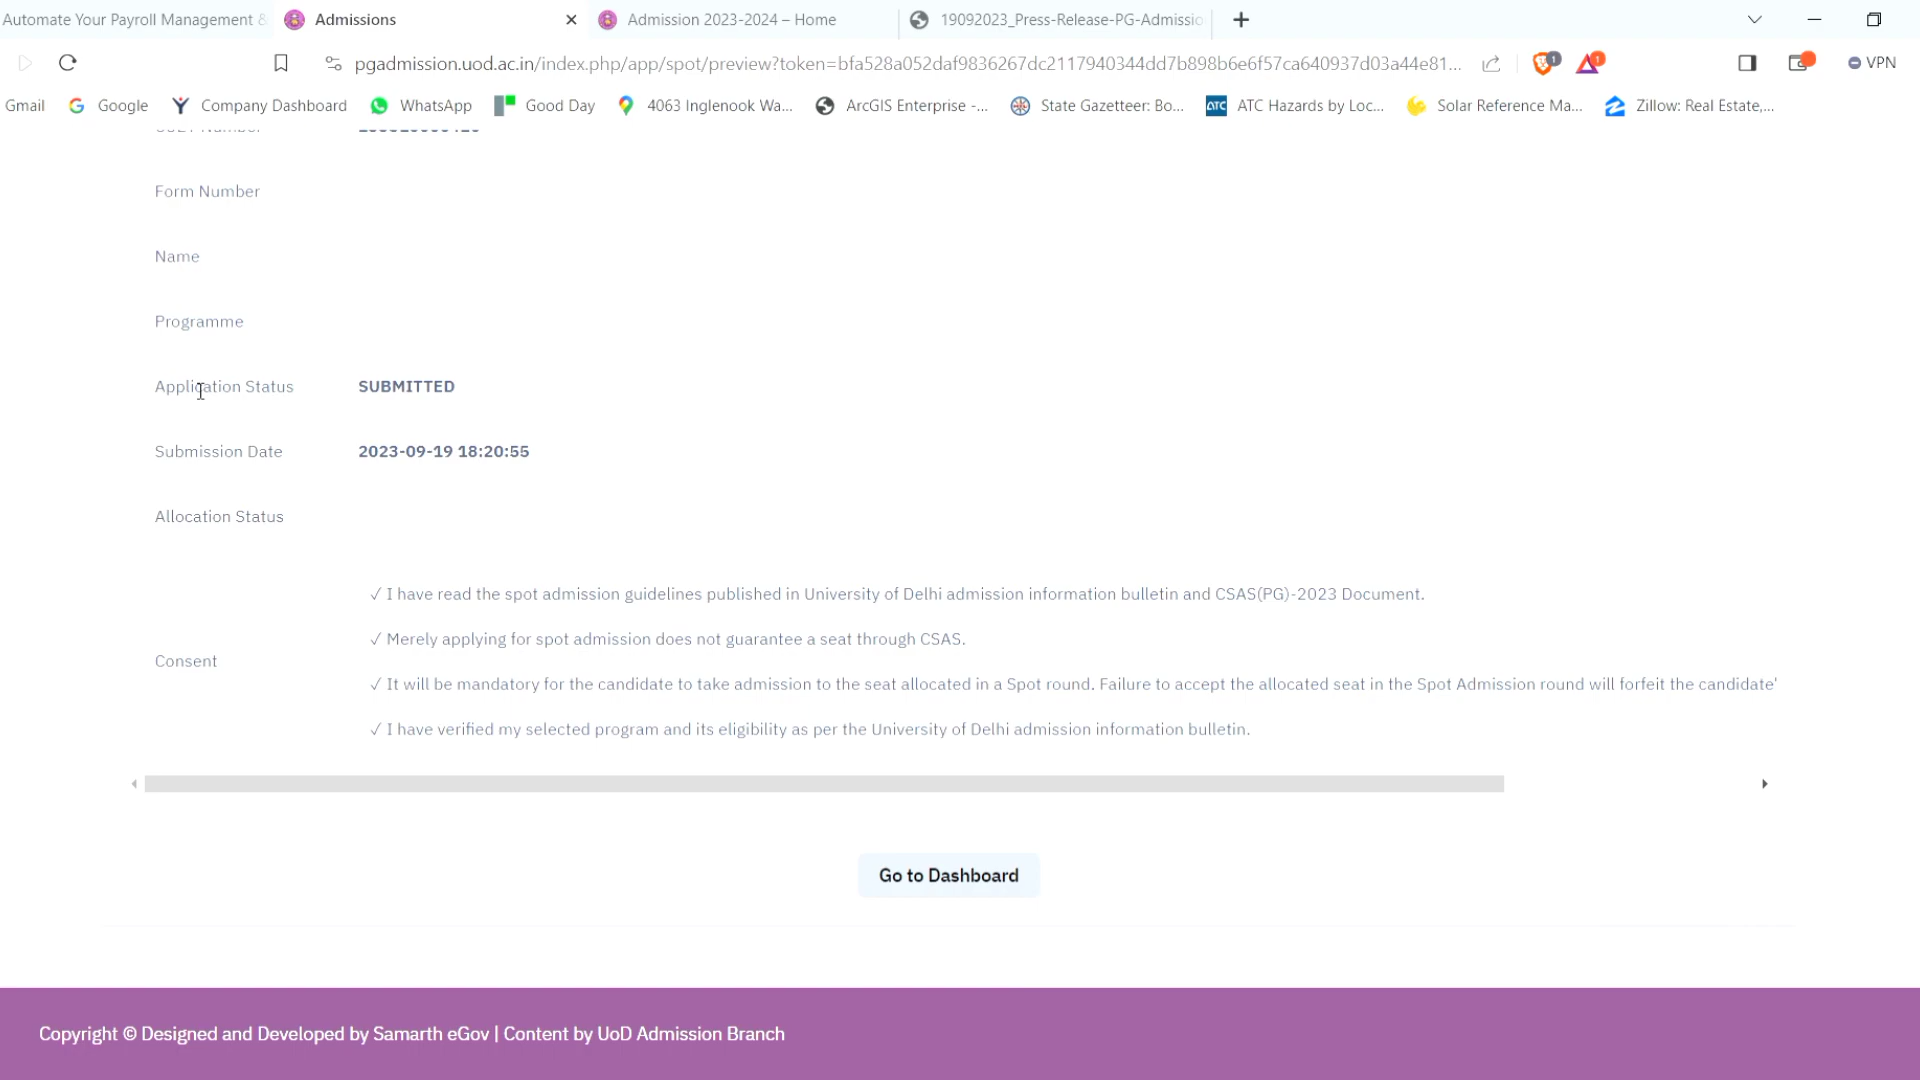 Automate Your Payroll Management &
Admissions
Admission 2023-2024 – Home
19092023_Press-Release-PG-Admissio
pgadmission.uod.ac.in/index.php/app/spot/preview?token=bfa528a052daf9836267dc2117940344dd7b898b6e6f57ca640937d03a44e81...
1
1
VPN
Gmail
Google
Company Dashboard
WhatsApp
Good Day
4063 Inglenook Wa...
ArcGIS Enterprise -...
State Gazetteer: Bo...
ATC
ATC Hazards by Loc...
Solar Reference Ma...
Zillow: Real Estate,...
Form Number
Name
Programme
Application Status SUBMITTED
Submission Date 2023-09-19 18:20:55
Allocation Status
Consent
✓ I have read the spot admission guidelines published in University of Delhi admission information bulletin and CSAS(PG)-2023 Document.
✓ Merely applying for spot admission does not guarantee a seat through CSAS.
✓ It will be mandatory for the candidate to take admission to the seat allocated in a Spot round. Failure to accept the allocated seat in the Spot Admission round will forfeit the candidate'
✓ I have verified my selected program and its eligibility as per the University of Delhi admission information bulletin.
Go to Dashboard
Copyright © Designed and Developed by Samarth eGov | Content by UoD Admission Branch